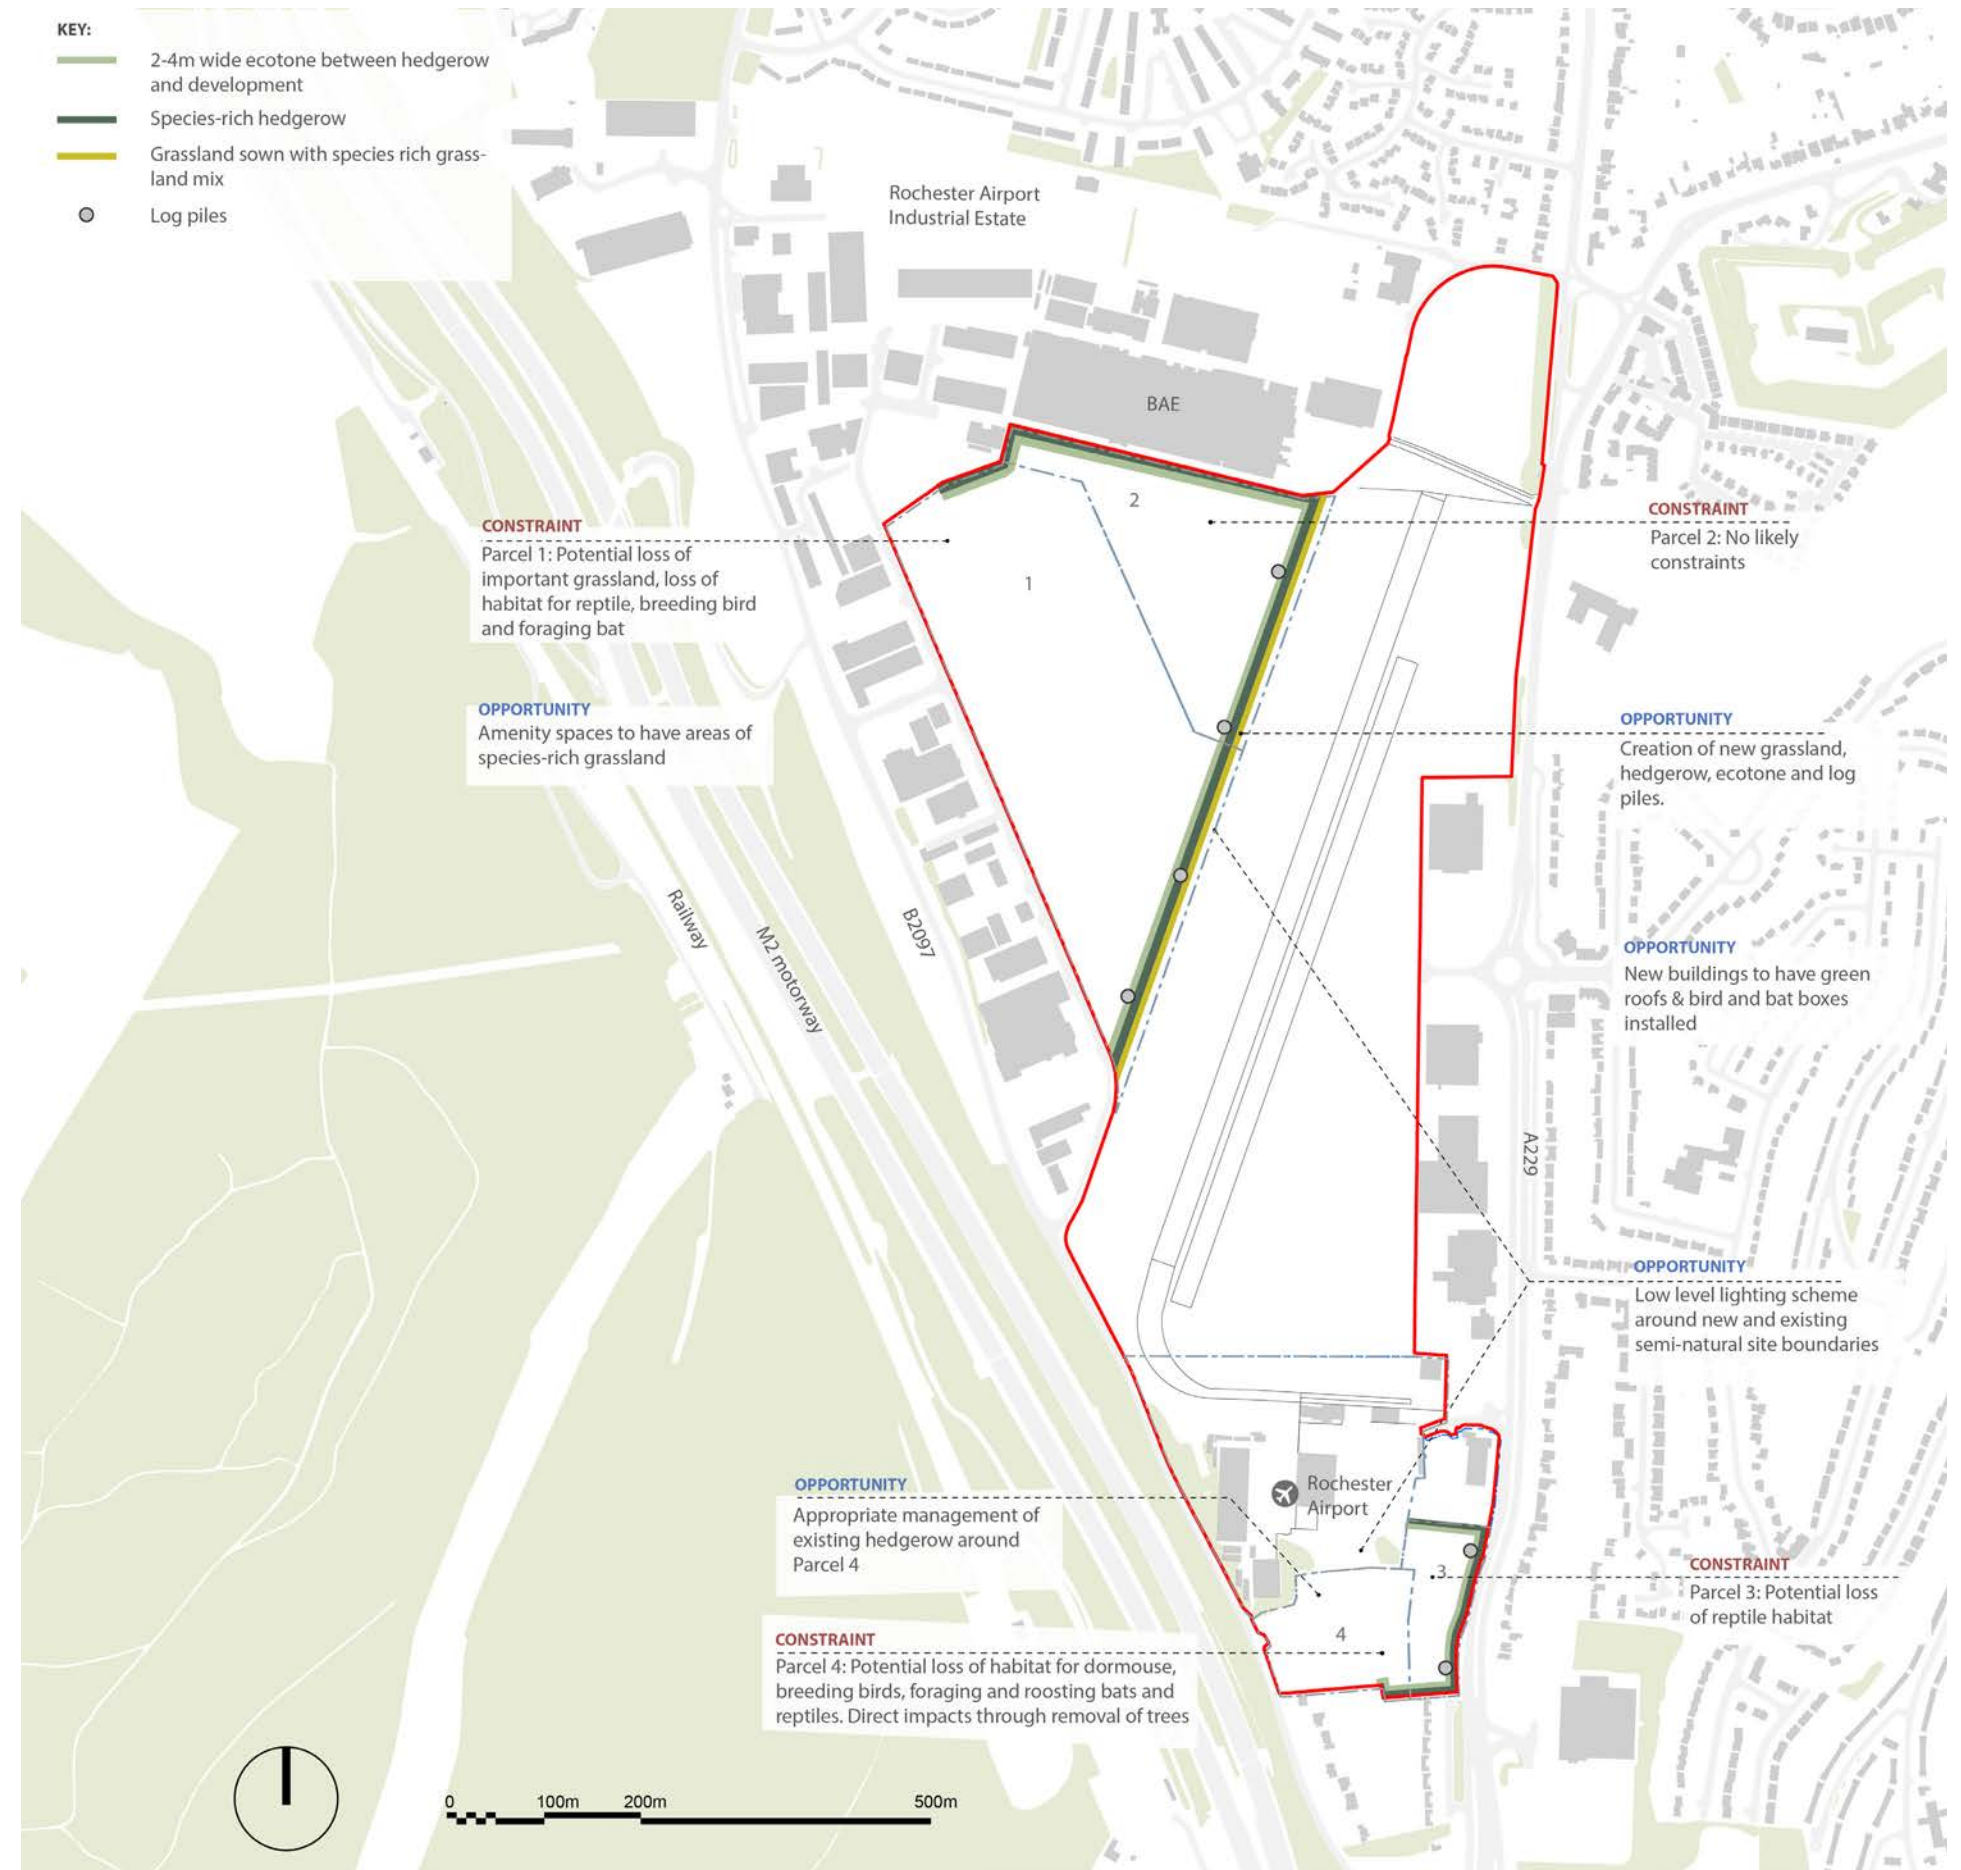 KEY:
2-4m wide ecotone between hedgerow
and development
Species-rich hedgerow
Grassland sown with species rich grass-
land mix
Log piles
Rochester Airport
Industrial Estate
BAE
2
1
CONSTRAINT
Parcel 1: Potential loss of
important grassland, loss of
habitat for reptile, breeding bird
and foraging bat
CONSTRAINT
Parcel 2: No likely
constraints
OPPORTUNITY
Amenity spaces to have areas of
species-rich grassland
OPPORTUNITY
Creation of new grassland,
hedgerow, ecotone and log
piles.
Railway
M2 motorway
B2097
OPPORTUNITY
New buildings to have green
roofs & bird and bat boxes
installed
A229
OPPORTUNITY
Low level lighting scheme
around new and existing
semi-natural site boundaries
OPPORTUNITY
Appropriate management of
existing hedgerow around
Parcel 4
Rochester
Airport
3
CONSTRAINT
Parcel 3: Potential loss
of reptile habitat
4
CONSTRAINT
Parcel 4: Potential loss of habitat for dormouse,
breeding birds, foraging and roosting bats and
reptiles. Direct impacts through removal of trees
0 100m 200m 500m